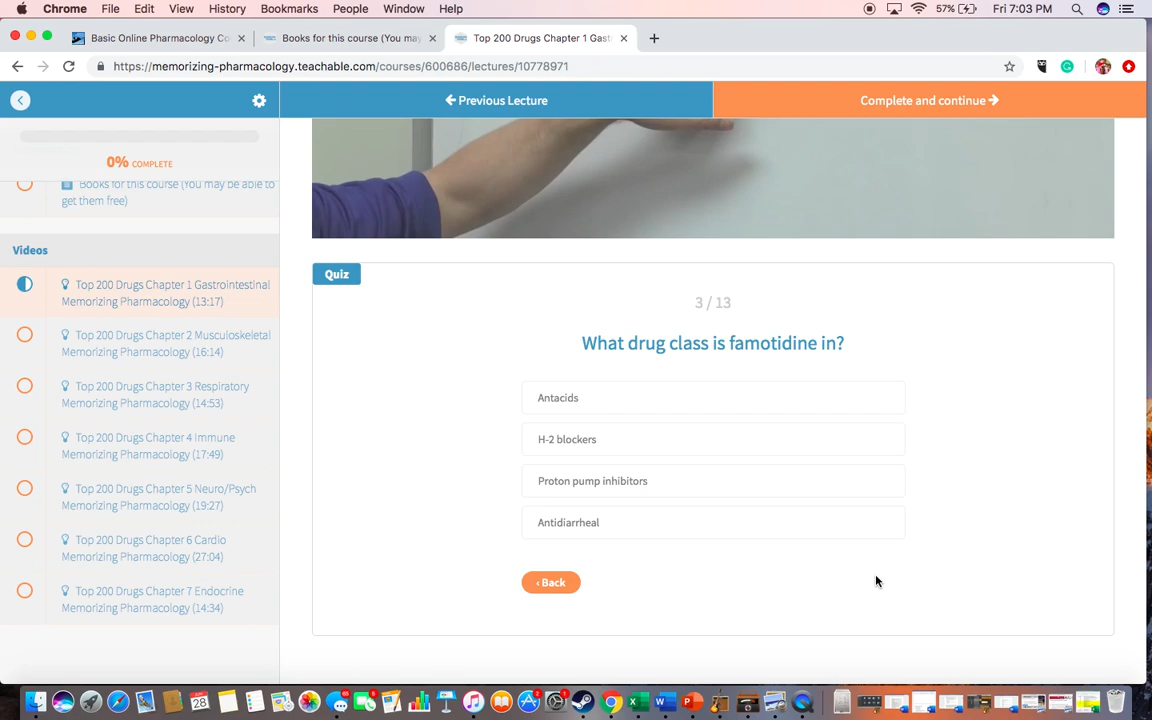 Chrome File Edit View History Bookmarks People Window Help 57% Fri 7:03 PM
Basic Online Pharmacology Co
Books for this course (You may
Top 200 Drugs Chapter 1 Gast
https://memorizing-pharmacology.teachable.com/courses/600686/lectures/10778971
Previous Lecture
Complete and continue
0% COMPLETE
Books for this course (You may be able to
get them free)
Videos
Top 200 Drugs Chapter 1 Gastrointestinal
Memorizing Pharmacology (13:17)
Top 200 Drugs Chapter 2 Musculoskeletal
Memorizing Pharmacology (16:14)
Top 200 Drugs Chapter 3 Respiratory
Memorizing Pharmacology (14:53)
Top 200 Drugs Chapter 4 Immune
Memorizing Pharmacology (17:49)
Top 200 Drugs Chapter 5 Neuro/Psych
Memorizing Pharmacology (19:27)
Top 200 Drugs Chapter 6 Cardio
Memorizing Pharmacology (27:04)
Top 200 Drugs Chapter 7 Endocrine
Memorizing Pharmacology (14:34)
Quiz
3 / 13
What drug class is famotidine in?
Antacids
H-2 blockers
Proton pump inhibitors
Antidiarrheal
‹ Back
28